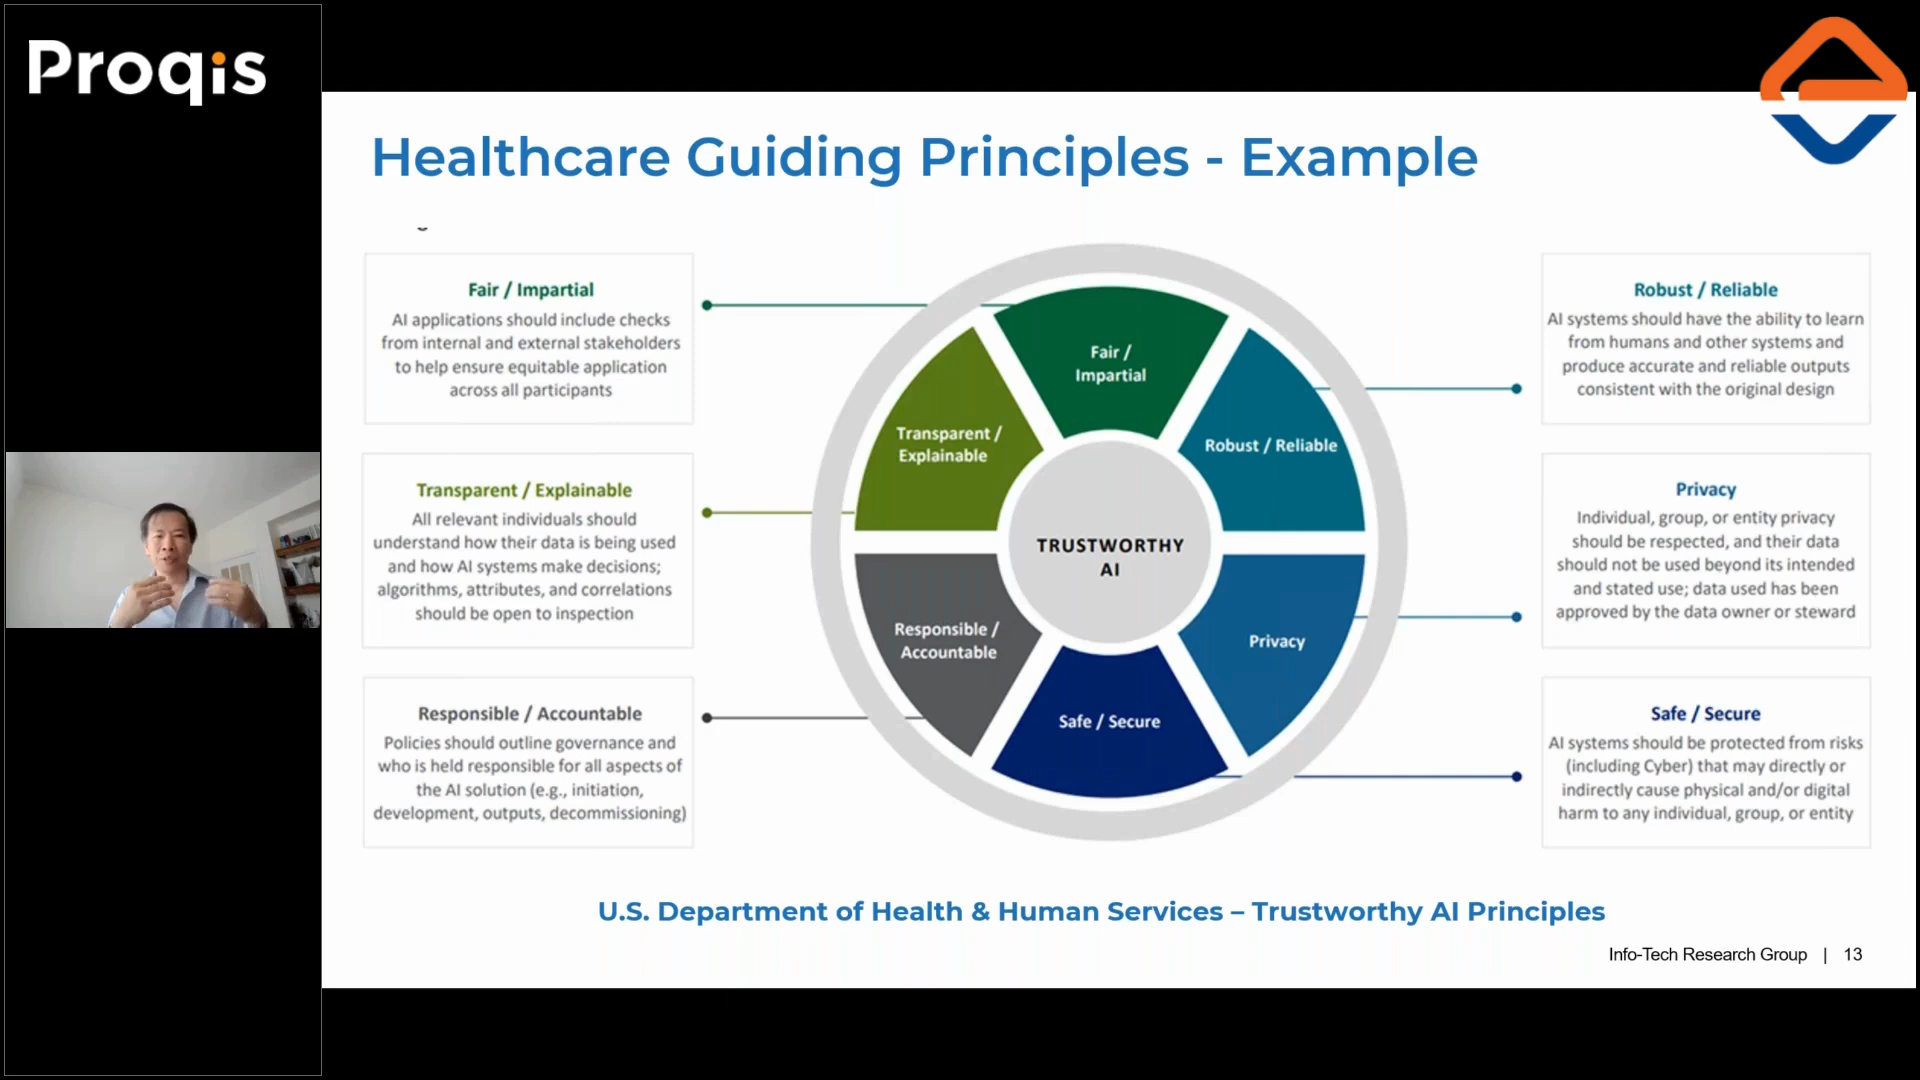 Proqis
Healthcare Guiding Principles - Example
Fair / Impartial
AI applications should include checks
from internal and external stakeholders
to help ensure equitable application
across all participants
Transparent / Explainable
All relevant individuals should
understand how their data is being used
and how AI systems make decisions;
algorithms, attributes, and correlations
should be open to inspection
Responsible / Accountable
Policies should outline governance and
who is held responsible for all aspects of
the AI solution (e.g., initiation,
development, outputs, decommissioning)
Fair /
Impartial
Transparent /
Explainable
Robust / Reliable
TRUSTWORTHY
AI
Responsible /
Accountable
Privacy
Safe / Secure
Robust / Reliable
AI systems should have the ability to learn
from humans and other systems and
produce accurate and reliable outputs
consistent with the original design
Privacy
Individual, group, or entity privacy
should be respected, and their data
should not be used beyond its intended
and stated use; data used has been
approved by the data owner or steward
Safe / Secure
AI systems should be protected from risks
(including Cyber) that may directly or
indirectly cause physical and/or digital
harm to any individual, group, or entity
U.S. Department of Health & Human Services – Trustworthy AI Principles
Info-Tech Research Group | 13